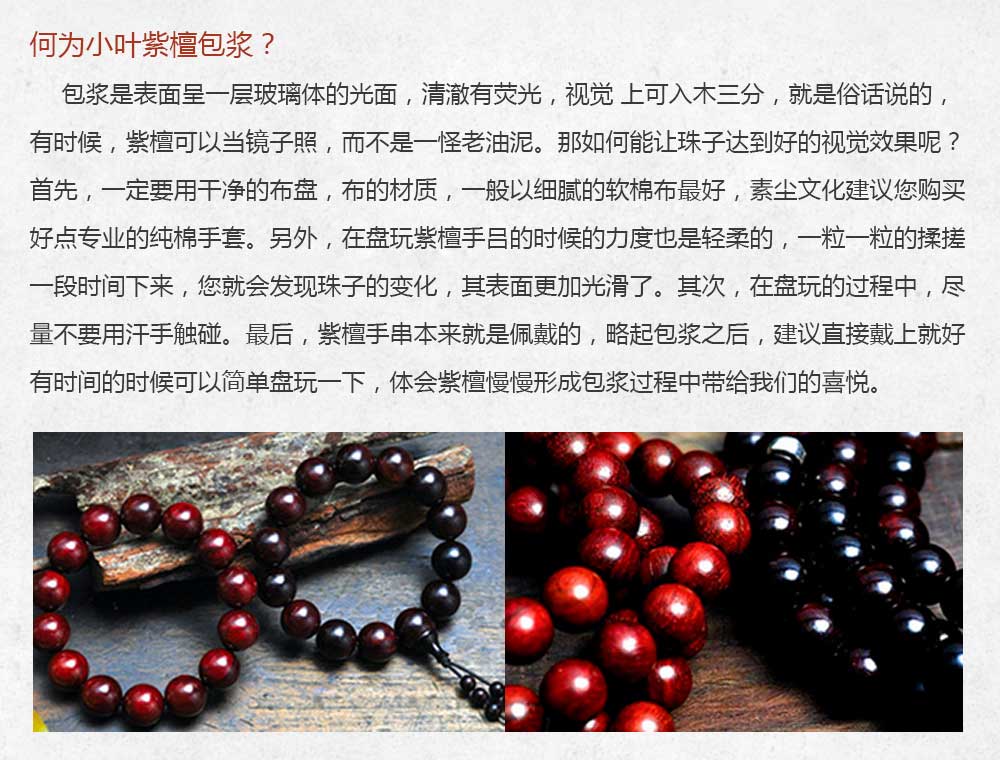 何为小叶紫檀包浆？
包浆是表面呈一层玻璃体的光面，清澈有荧光，视觉 上可入木三分，就是俗话说的，
有时候，紫檀可以当镜子照，而不是一怪老油泥。那如何能让珠子达到好的视觉效果呢？
首先，一定要用干净的布盘，布的材质，一般以细腻的软棉布最好，素尘文化建议您购买
好点专业的纯棉手套。另外，在盘玩紫檀手吕的时候的力度也是轻柔的，一粒一粒的揉搓
一段时间下来，您就会发现珠子的变化，其表面更加光滑了。其次，在盘玩的过程中，尽
量不要用汗手触碰。最后，紫檀手串本来就是佩戴的，略起包浆之后，建议直接戴上就好
有时间的时候可以简单盘玩一下，体会紫檀慢慢形成包浆过程中带给我们的喜悦。